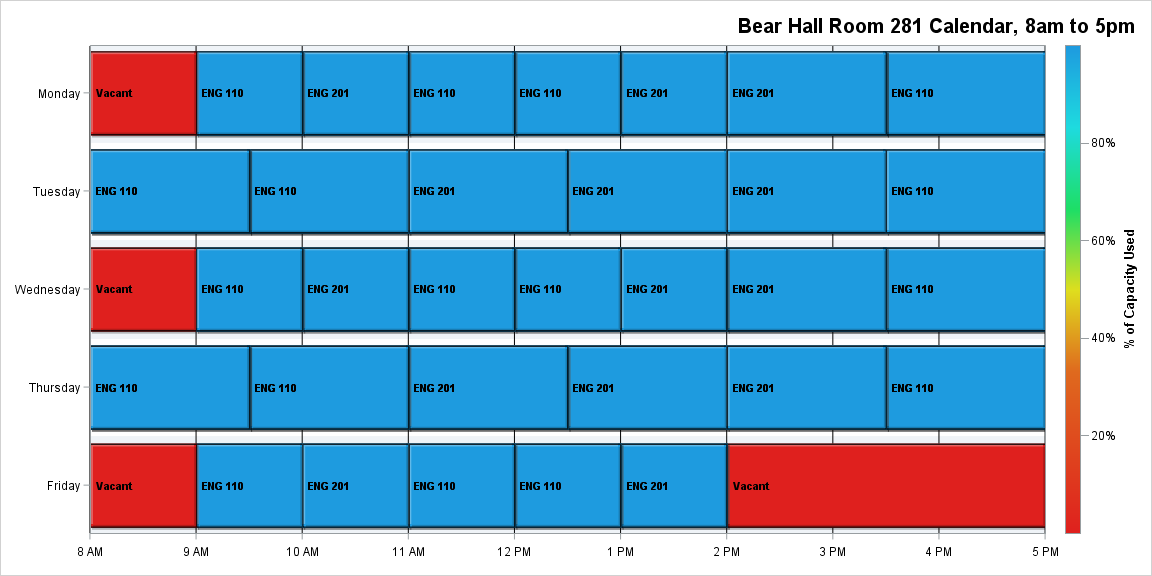 Bear Hall Room 281 Calendar, 8am to 5pm
Monday
Vacant
ENG 110
ENG 201
ENG 110
ENG 110
ENG 201
ENG 201
ENG 110
Tuesday
ENG 110
ENG 110
ENG 201
ENG 201
ENG 201
ENG 110
Wednesday
Vacant
ENG 110
ENG 201
ENG 110
ENG 110
ENG 201
ENG 201
ENG 110
Thursday
ENG 110
ENG 110
ENG 201
ENG 201
ENG 201
ENG 110
Friday
Vacant
ENG 110
ENG 201
ENG 110
ENG 110
ENG 201
Vacant
8 AM
9 AM
10 AM
11 AM
12 PM
1 PM
2 PM
3 PM
4 PM
5 PM
80%
60%
40%
20%
% of Capacity Used